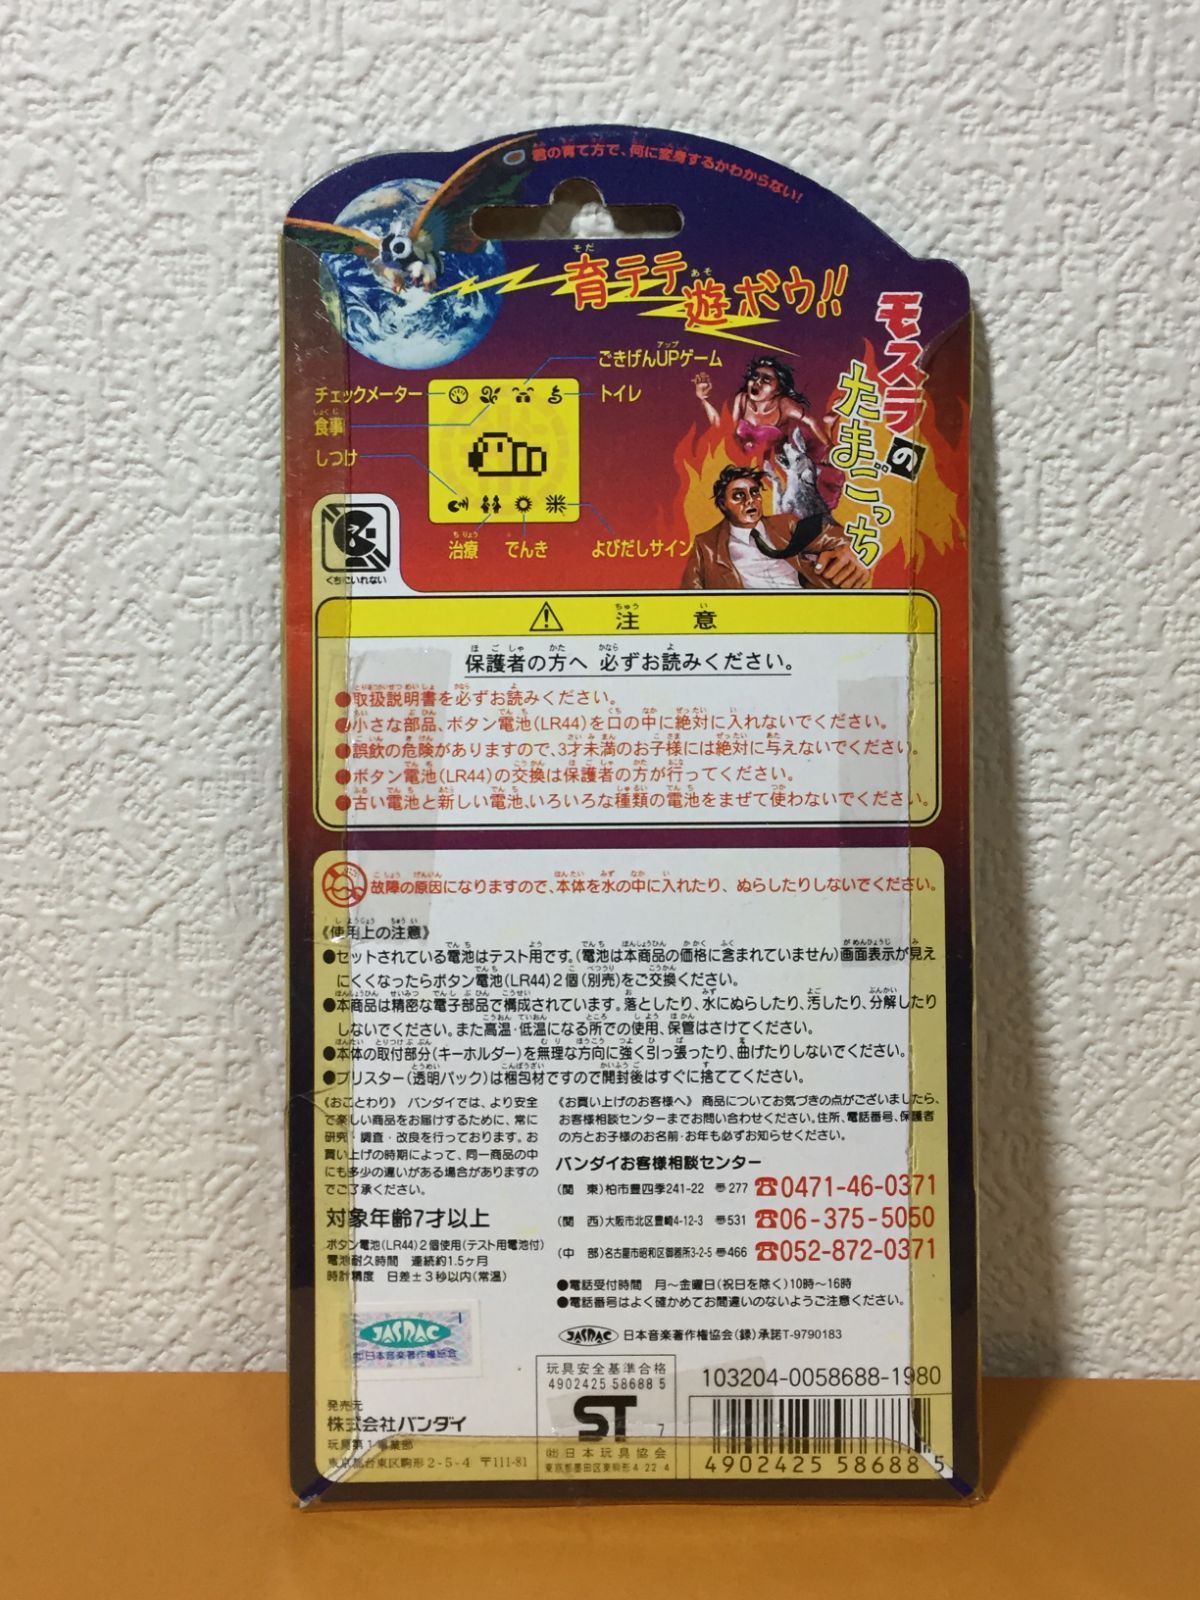 君の育て方で、何に変身するかわからない!
育テテ遊ボウ!!
モスラのたまごっち
ごきげんUPゲーム
チェックメーター
トイレ
食事
しつけ
治療
でんき
よびだしサイン
くちにいれない
注意
保護者の方へ 必ずお読みください。
●取扱説明書を必ずお読みください。
●小さな部品、ボタン電池(LR44)を口の中に絶対に入れないでください。
●誤飲の危険がありますので、3才未満のお子様には絶対に与えないでください。
●ボタン電池(LR44)の交換は保護者の方が行ってください。
●古い電池と新しい電池、いろいろな種類の電池をまぜて使わないでください。
故障の原因になりますので、本体を水の中に入れたり、ぬらしたりしないでください。
《使用上の注意》
●セットされている電池はテスト用です。(電池は本商品の価格に含まれていません)画面表示が見え
にくくなったらボタン電池(LR44)2個(別売)をご交換ください。
●本商品は精密な電子部品で構成されています。落としたり、水にぬらしたり、汚したり、分解したり
しないでください。また高温・低温になる所での使用、保管はさけてください。
●本体の取付部分(キーホルダー)を無理な方向に強く引っ張ったり、曲げたりしないでください。
●ブリスター(透明パック)は梱包材ですので開封後はすぐに捨ててください。
《おことわり》 バンダイでは、より安全
で楽しい商品をお届けするために、常に
研究・調査・改良を行っております。お
買い上げの時期によって、同一商品の中
にも多少の違いがある場合がありますの
でご了承ください。
《お買い上げのお客様へ》 商品についてお気づきの点がございましたら、
お客様相談センターまでお問い合わせください。住所、電話番号、保護者
の方とお子様のお名前・お年も必ずお知らせください。
バンダイお客様相談センター
(関 東)柏市豊四季241-22 〒277 ☎0471-46-0371
(関 西)大阪市北区豊崎4-12-3 〒531 ☎06-375-5050
(中 部)名古屋市昭和区御器所3-2-5 〒466 ☎052-872-0371
●電話受付時間 月〜金曜日(祝日を除く)10時〜16時
●電話番号はよく確かめてお間違いのないようご注意ください。
対象年齢7才以上
ボタン電池(LR44)2個使用(テスト用電池付)
電池耐久時間 連続約1.5ヶ月
時計精度 日差±3秒以内(常温)
JASRAC
㈳日本音楽著作権協会
JASRAC 日本音楽著作権協会(録)承諾T-9790183
発売元
株式会社バンダイ
玩具第1事業部
東京都台東区駒形2-5-4 〒111-81
玩具安全基準合格
4902425 58688 5
ST 7
㈳日本玩具協会
東京都墨田区東駒形4-22-4
103204-0058688-1980
4902425 58688 5